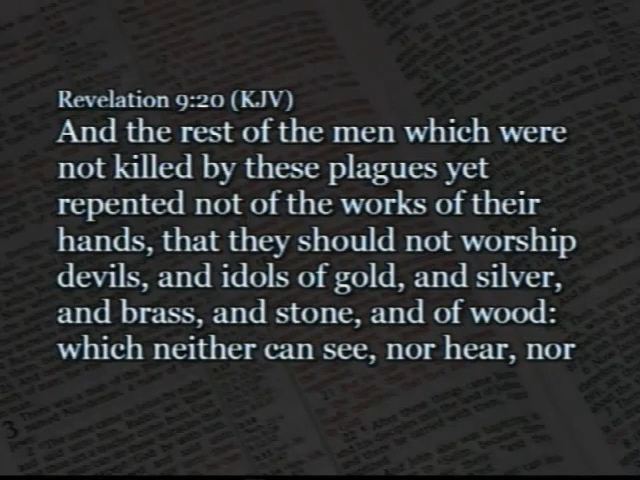 Revelation 9:20 (KJV)
And the rest of the men which were
not killed by these plagues yet
repented not of the works of their
hands, that they should not worship
devils, and idols of gold, and silver,
and brass, and stone, and of wood:
which neither can see, nor hear, nor